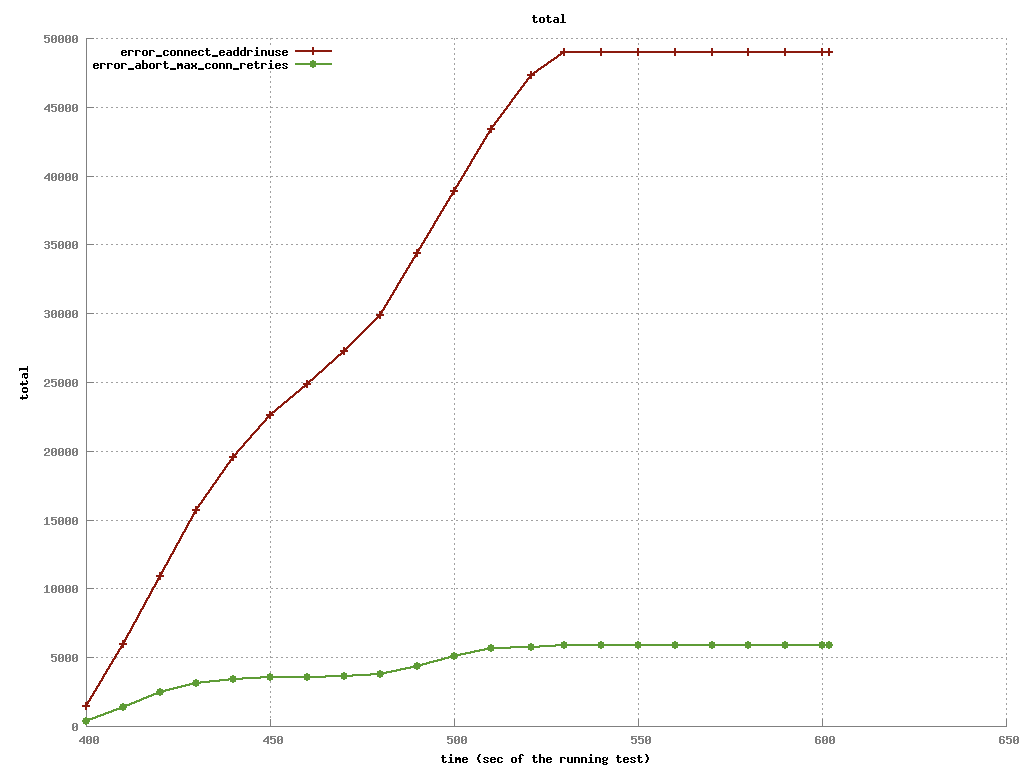 total
50000
error_connect_eaddrinuse
error_abort_max_conn_retries
45000
40000
35000
30000
25000
total
20000
15000
10000
5000
0
400 450 500 550 600 650
time (sec of the running test)